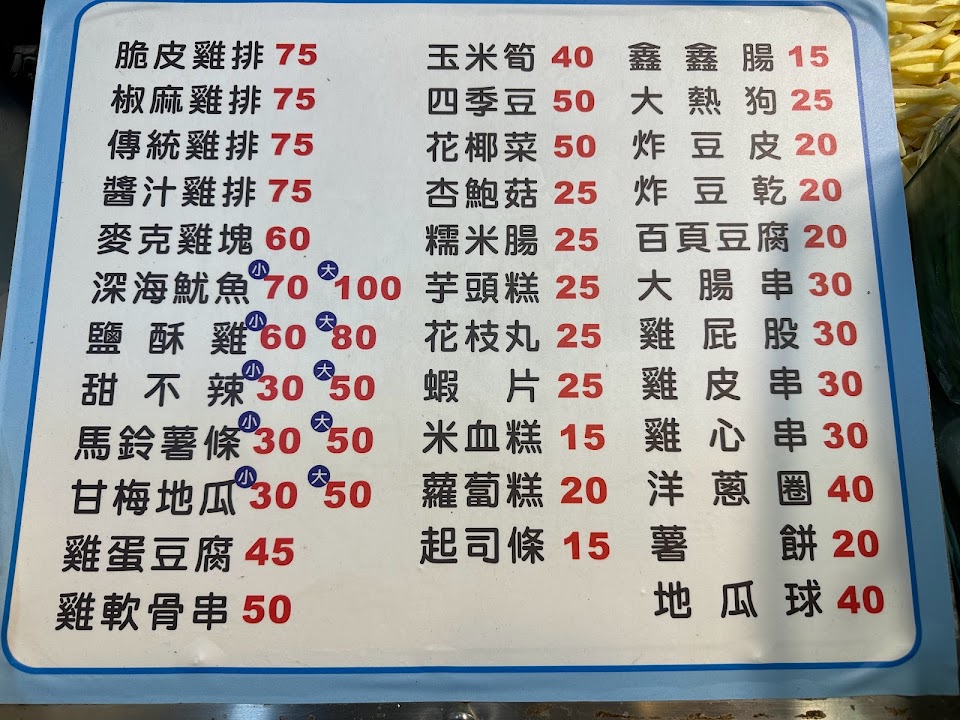 脆皮雞排 75
椒麻雞排 75
傳統雞排 75
醬汁雞排 75
麥克雞塊 60
深海魷魚 小 70 大 100
鹽酥雞 小 60 大 80
甜不辣 小 30 大 50
馬鈴薯條 小 30 大 50
甘梅地瓜 小 30 大 50
雞蛋豆腐 45
雞軟骨串 50
玉米筍 40
四季豆 50
花椰菜 50
杏鮑菇 25
糯米腸 25
芋頭糕 25
花枝丸 25
蝦片 25
米血糕 15
蘿蔔糕 20
起司條 15
鑫鑫腸 15
大熱狗 25
炸豆皮 20
炸豆乾 20
百頁豆腐 20
大腸串 30
雞屁股 30
雞皮串 30
雞心串 30
洋蔥圈 40
薯餅 20
地瓜球 40